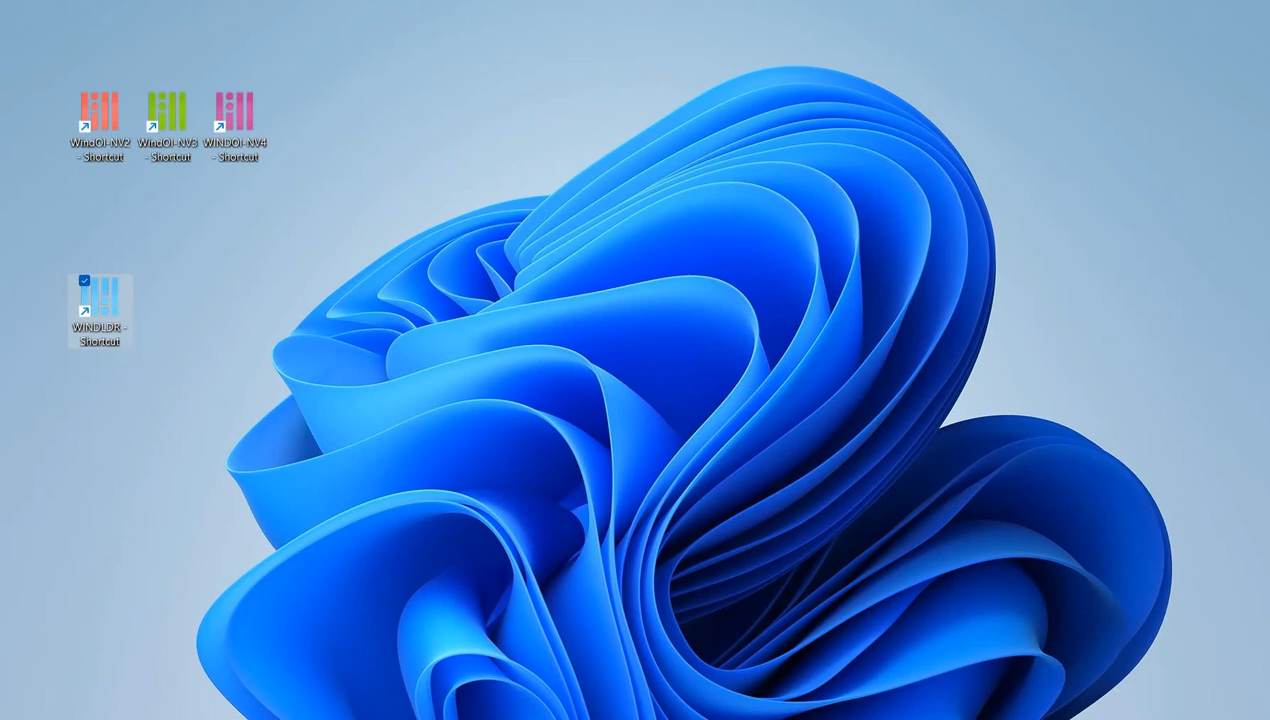 WindOI-NV2 - Shortcut
WindOI-NV3 - Shortcut
WINDOI-NV4 - Shortcut
WINDLDR - Shortcut